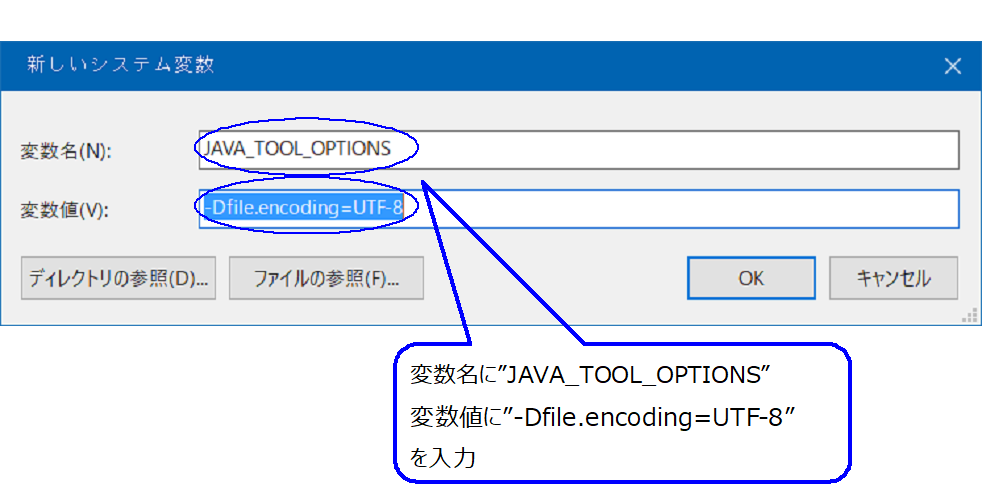 新しいシステム変数
変数名(N):
JAVA_TOOL_OPTIONS
変数値(V):
-Dfile.encoding=UTF-8
ディレクトリの参照(D)...
ファイルの参照(F)...
OK
キャンセル
変数名に”JAVA_TOOL_OPTIONS”
変数値に”-Dfile.encoding=UTF-8”
を入力